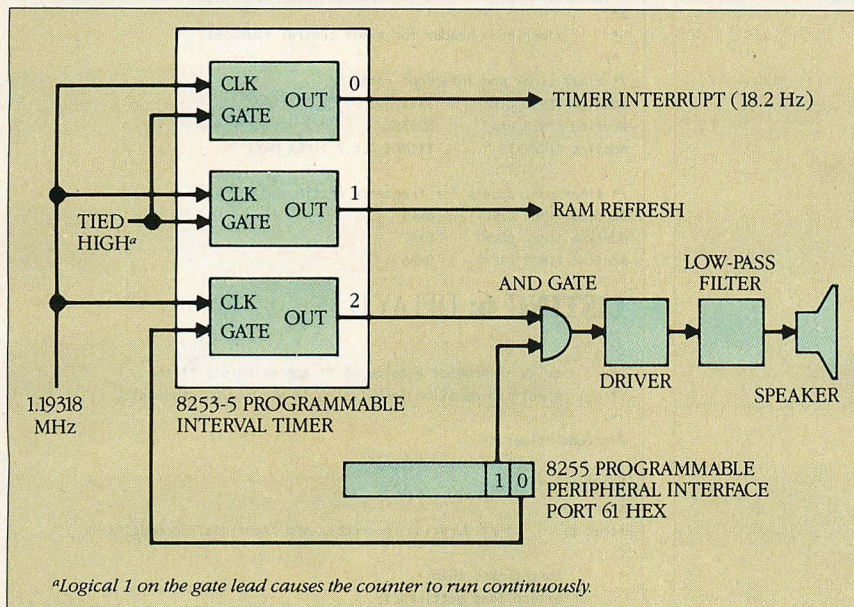 CLK
GATE
OUT
0
TIMER INTERRUPT (18.2 Hz)
CLK
GATE
OUT
1
RAM REFRESH
TIED
HIGHᵃ
CLK
GATE
OUT
2
AND GATE
LOW-PASS
FILTER
DRIVER
SPEAKER
1.19318
MHz
8253-5 PROGRAMMABLE
INTERVAL TIMER
1 0
8255 PROGRAMMABLE
PERIPHERAL INTERFACE
PORT 61 HEX
ᵃLogical 1 on the gate lead causes the counter to run continuously.